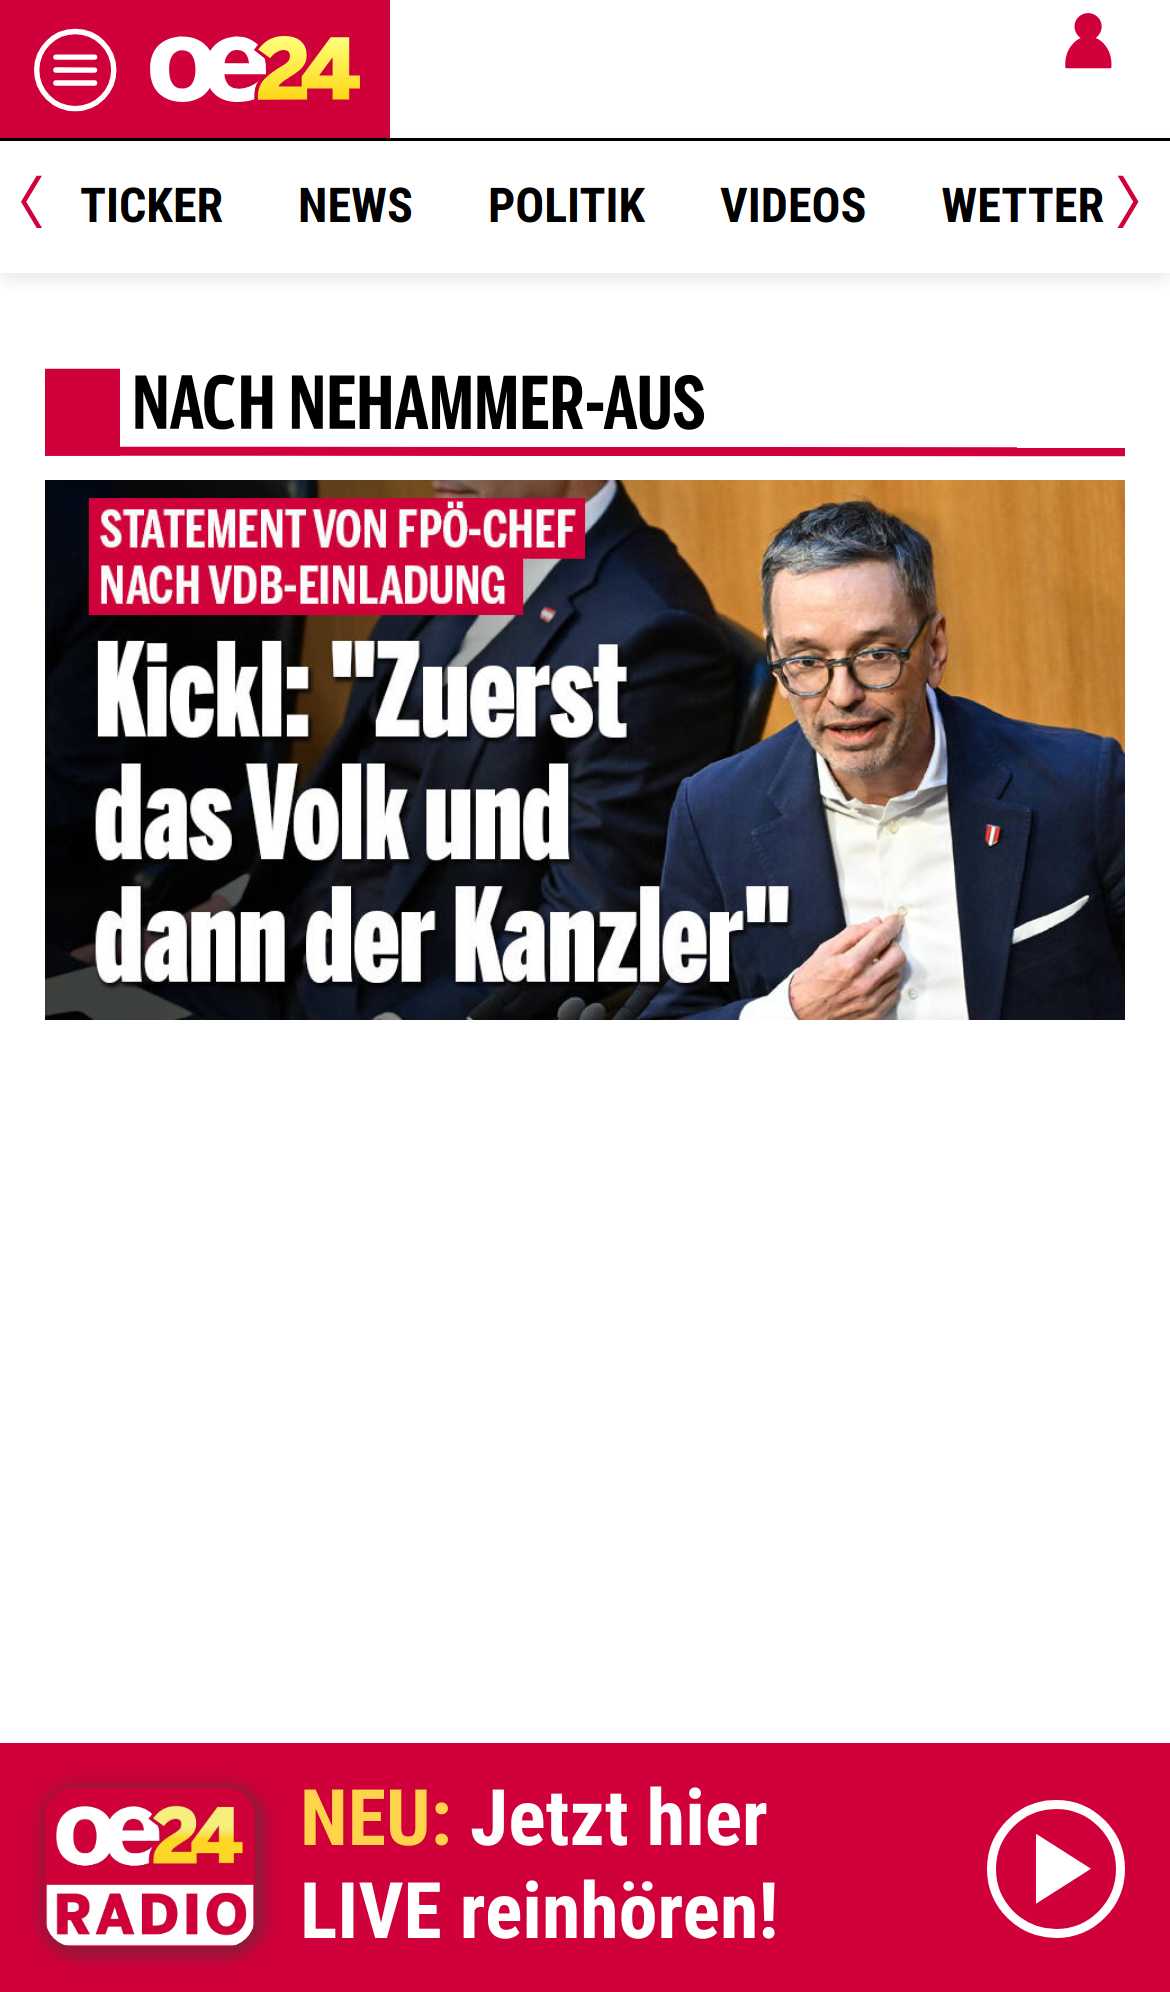 oe24
TICKER NEWS POLITIK VIDEOS WETTER
NACH NEHAMMER-AUS
STATEMENT VON FPÖ-CHEF
NACH VDB-EINLADUNG
Kickl: "Zuerst
das Volk und
dann der Kanzler"
oe24
RADIO
NEU: Jetzt hier
LIVE reinhören!